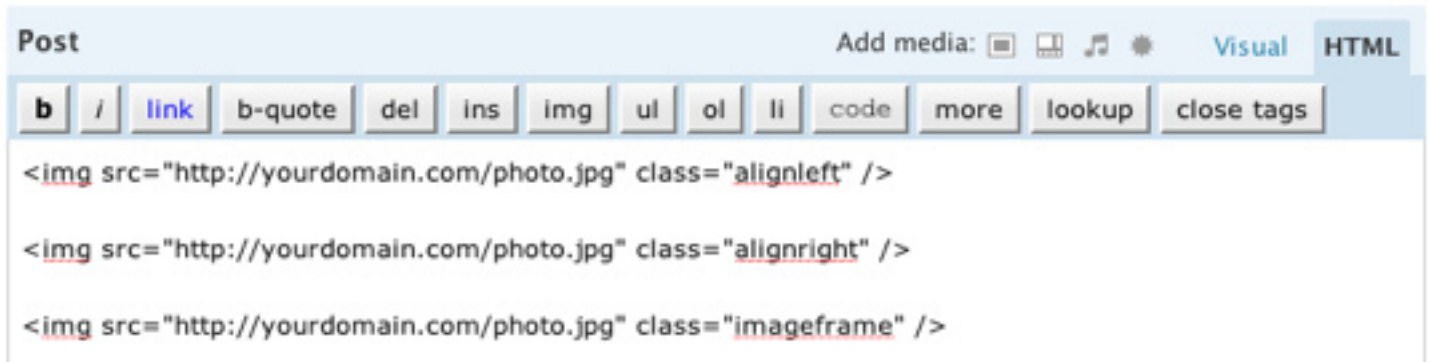 Post Add media: Visual HTML
b i link b-quote del ins img ul ol li code more lookup close tags
<img src="http://yourdomain.com/photo.jpg" class="alignleft" />
<img src="http://yourdomain.com/photo.jpg" class="alignright" />
<img src="http://yourdomain.com/photo.jpg" class="imageframe" />